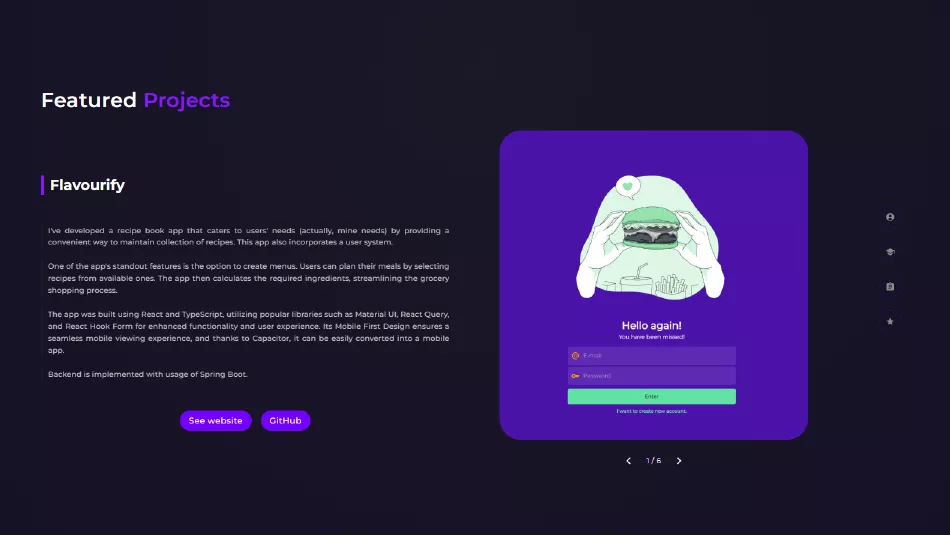 Featured Projects
Flavourify
I've developed a recipe book app that caters to users' needs (actually, mine needs) by providing a
convenient way to maintain collection of recipes. This app also incorporates a user system.
One of the app's standout features is the option to create menus. Users can plan their meals by selecting
recipes from available ones. The app then calculates the required ingredients, streamlining the grocery
shopping process.
The app was built using React and TypeScript, utilizing popular libraries such as Material UI, React Query,
and React Hook Form for enhanced functionality and user experience. Its Mobile First Design ensures a
seamless mobile viewing experience, and thanks to Capacitor, it can be easily converted into a mobile
app.
Backend is implemented with usage of Spring Boot.
See website
GitHub
Hello again!
You have been missed!
E-mail
Password
Enter
I want to create new account.
1 / 6